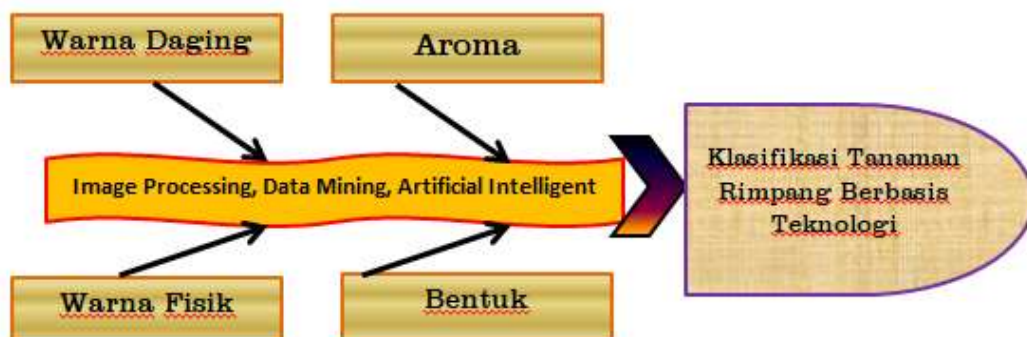 Warna Daging
Aroma
Image Processing, Data Mining, Artificial Intelligent
Klasifikasi Tanaman
Rimpang Berbasis
Teknologi
Warna Fisik
Bentuk